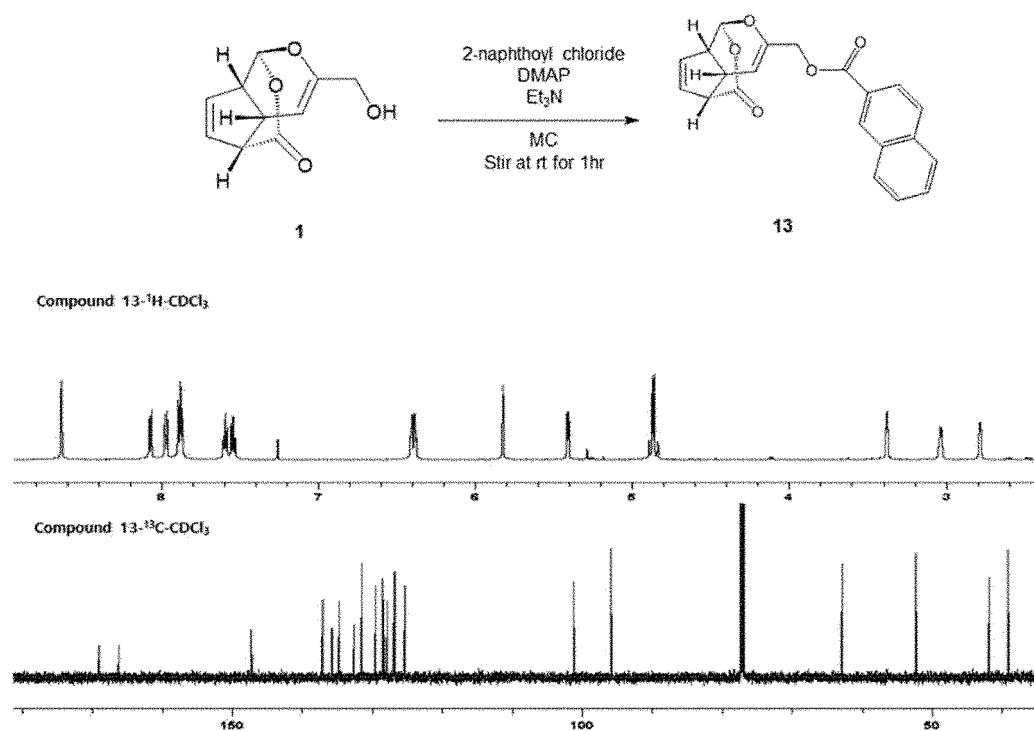 H
O
O
H
OH
O
H
1
2-naphthoyl chloride
DMAP
Et₃N
MC
Stir at rt for 1hr
H
O
O
H
O
O
O
H
13
Compound 13-¹H-CDCl₃
8 7 6 5 4 3
Compound 13-¹³C-CDCl₃
150 100 50